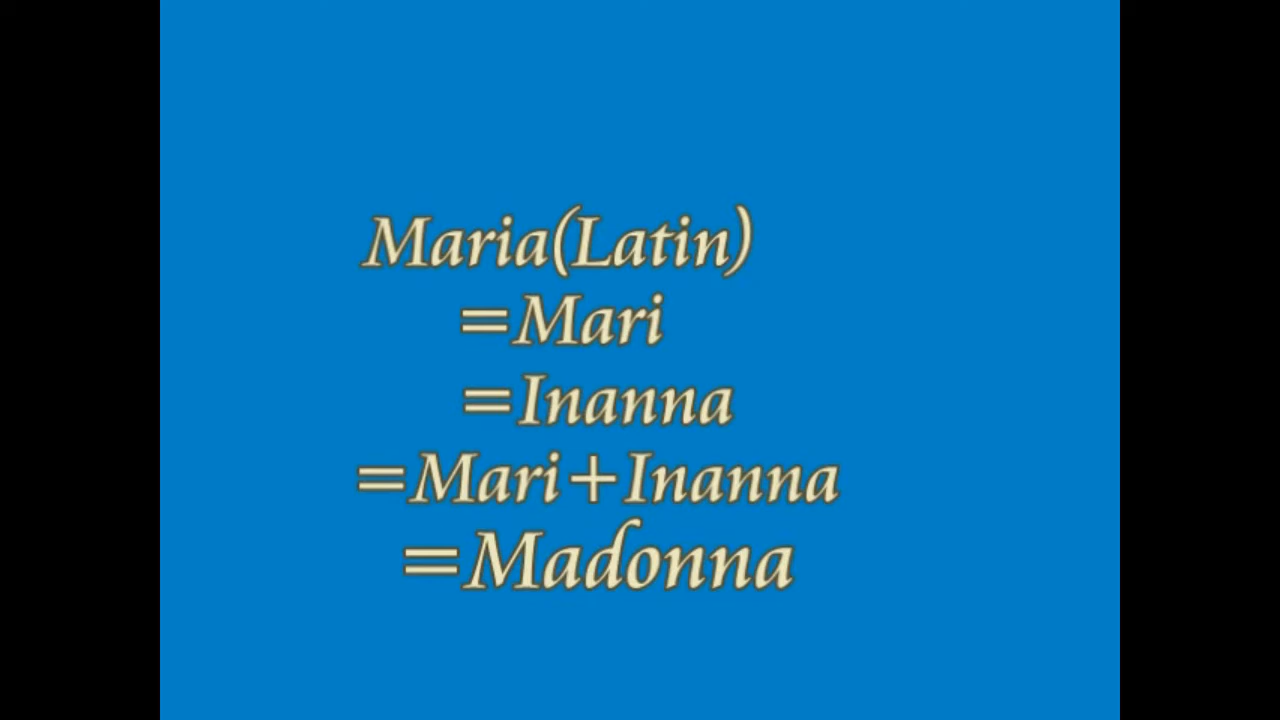 Maria(Latin)
=Mari
=Inanna
=Mari+Inanna
=Madonna